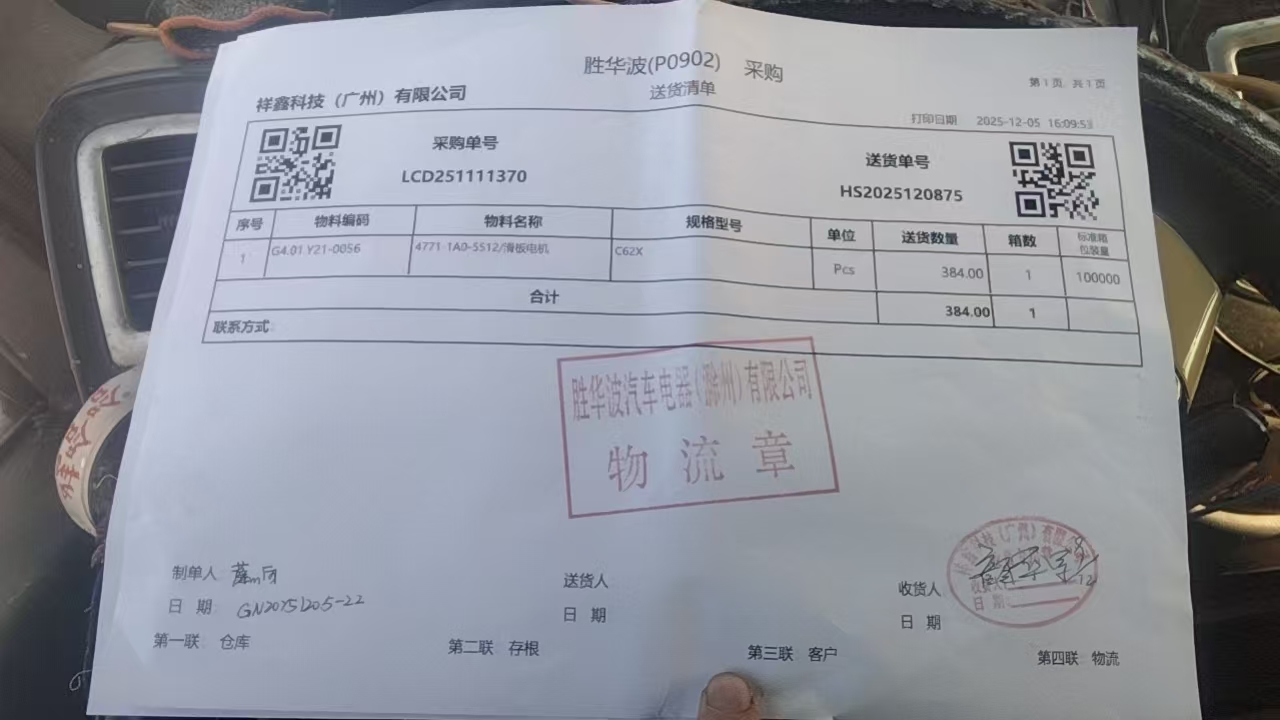 胜华波(P0902) 采购
送货清单
第1页, 共1页
祥鑫科技（广州）有限公司
打印日期 2025-12-05 16:09:53
采购单号
LCD251111370
送货单号
HS2025120875
序号 物料编码 物料名称 规格型号 单位 送货数量 箱数 标准箱包装量
1 G4.01.Y21-0056 4771-1A0-5512/滑板电机 C62X Pcs 384.00 1 100000
合计 384.00 1
联系方式:
胜华波汽车电器(滁州)有限公司
物流章
制单人
送货人
收货人
日期: GN20251205-22
日期
日期
第一联: 仓库
第二联: 存根
第三联: 客户
第四联: 物流